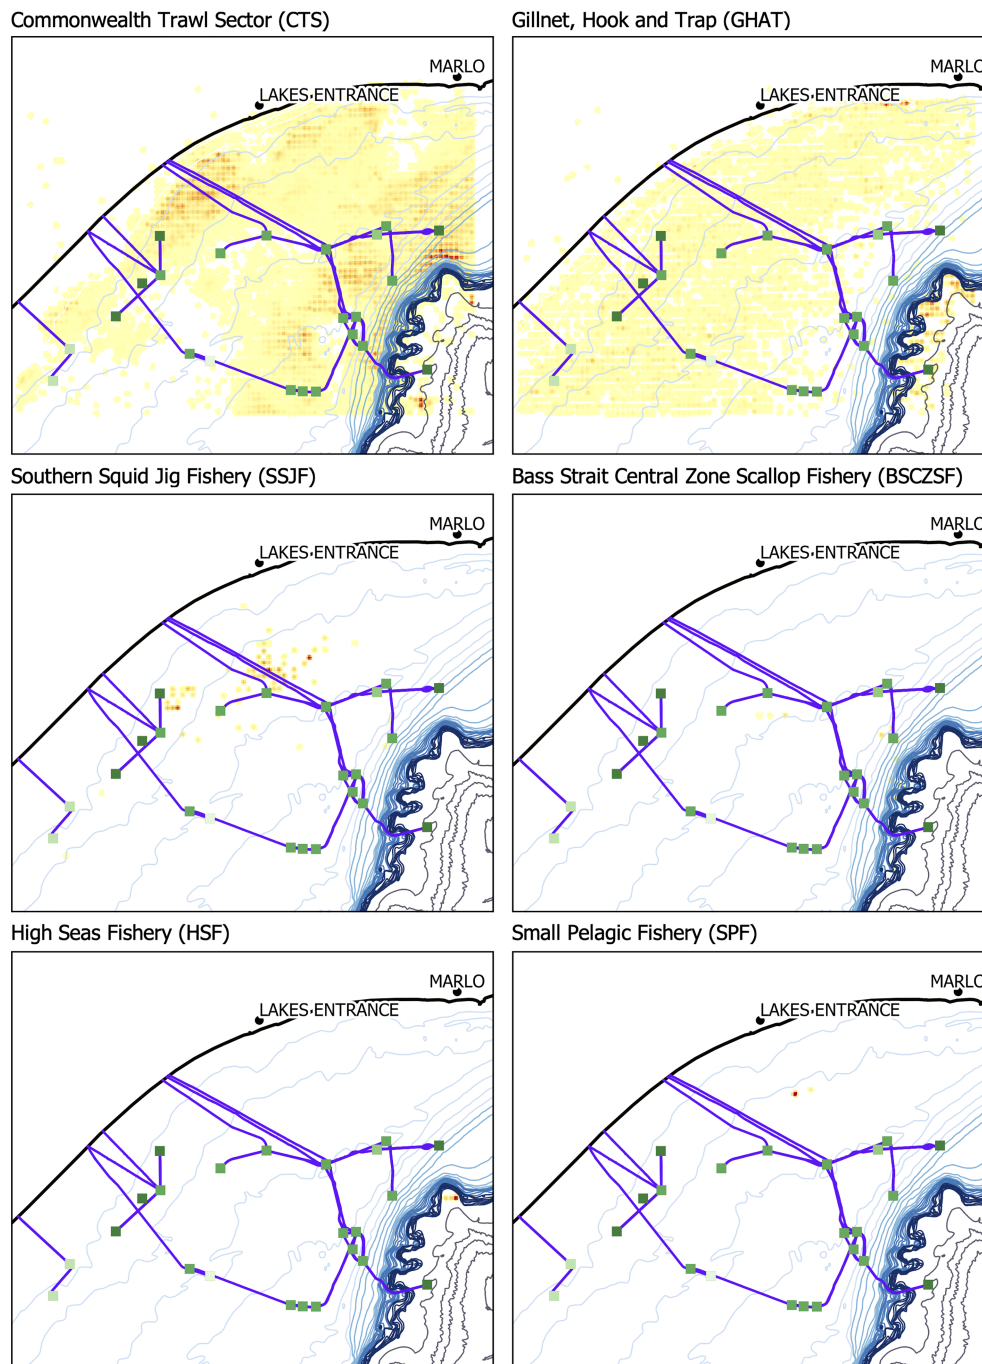 Commonwealth Trawl Sector (CTS)
MARLO
LAKES ENTRANCE
Gillnet, Hook and Trap (GHAT)
MARLO
LAKES ENTRANCE
Southern Squid Jig Fishery (SSJF)
MARLO
LAKES ENTRANCE
Bass Strait Central Zone Scallop Fishery (BSCZSF)
MARLO
LAKES ENTRANCE
High Seas Fishery (HSF)
MARLO
LAKES ENTRANCE
Small Pelagic Fishery (SPF)
MARLO
LAKES ENTRANCE